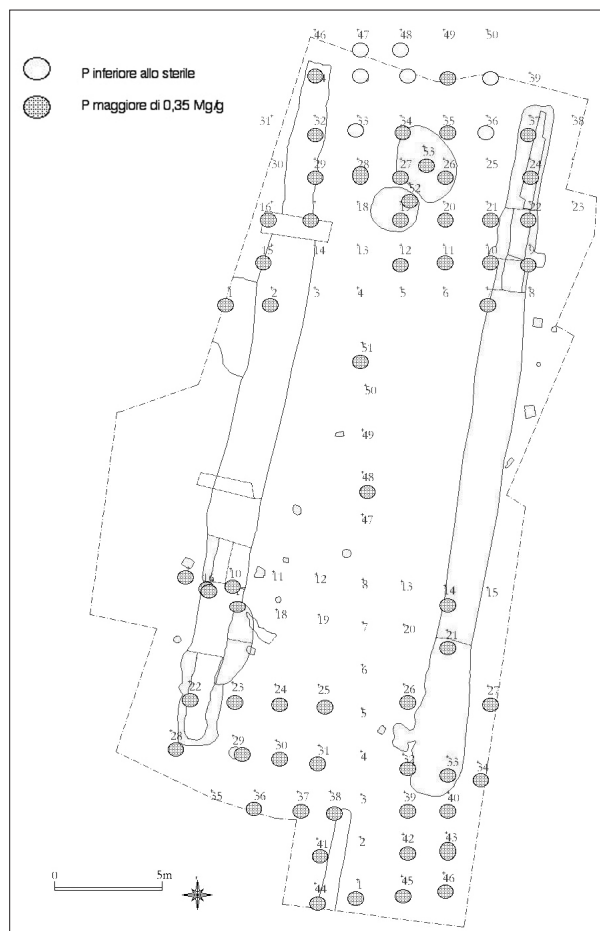 P inferiore allo sterile
P maggiore di 0,35 Mg/g
46 47 48 49 50
4 39
31 32 33 34 35 36 37 38
30 29 28 27 53 26 25 24
52
16 18 19 20 21 22 23
15 14 13 12 11 10 9
1 2 3 4 5 6 8
51
50
49
48
47
16 10 11 12 8 13 14 15
18 19 7 20 21
6
22 23 24 25 5 26 27
28 29 30 31 4 32 33 34
35 36 37 38 3 39 40
41 2 42 43
44 1 45 46
0 5m